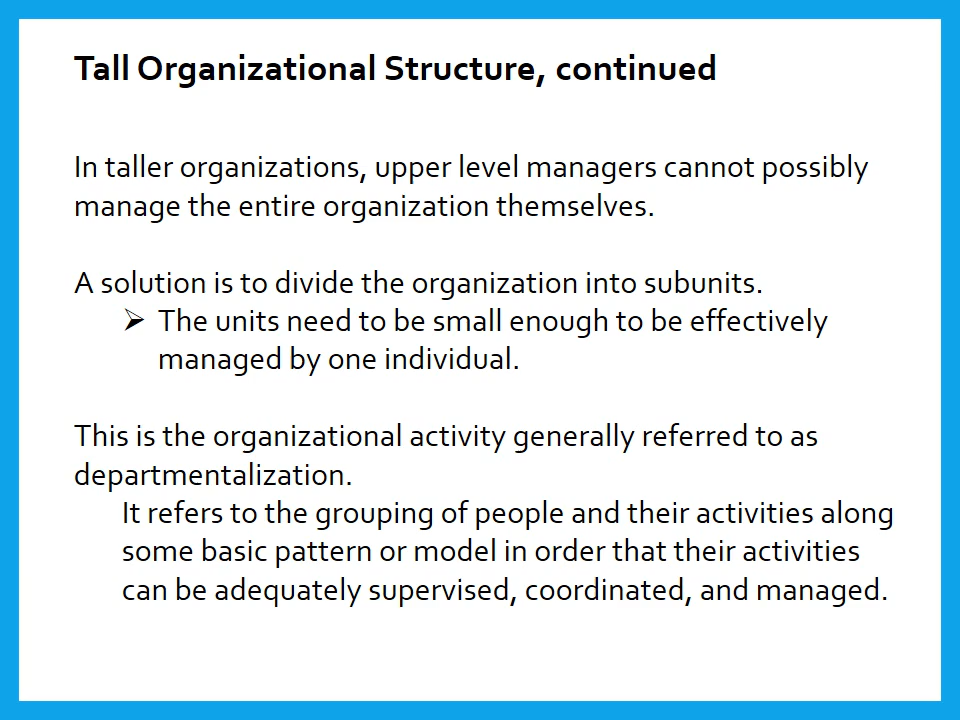 Tall Organizational Structure, continued
In taller organizations, upper level managers cannot possibly
manage the entire organization themselves.
A solution is to divide the organization into subunits.
➢ The units need to be small enough to be effectively
managed by one individual.
This is the organizational activity generally referred to as
departmentalization.
It refers to the grouping of people and their activities along
some basic pattern or model in order that their activities
can be adequately supervised, coordinated, and managed.